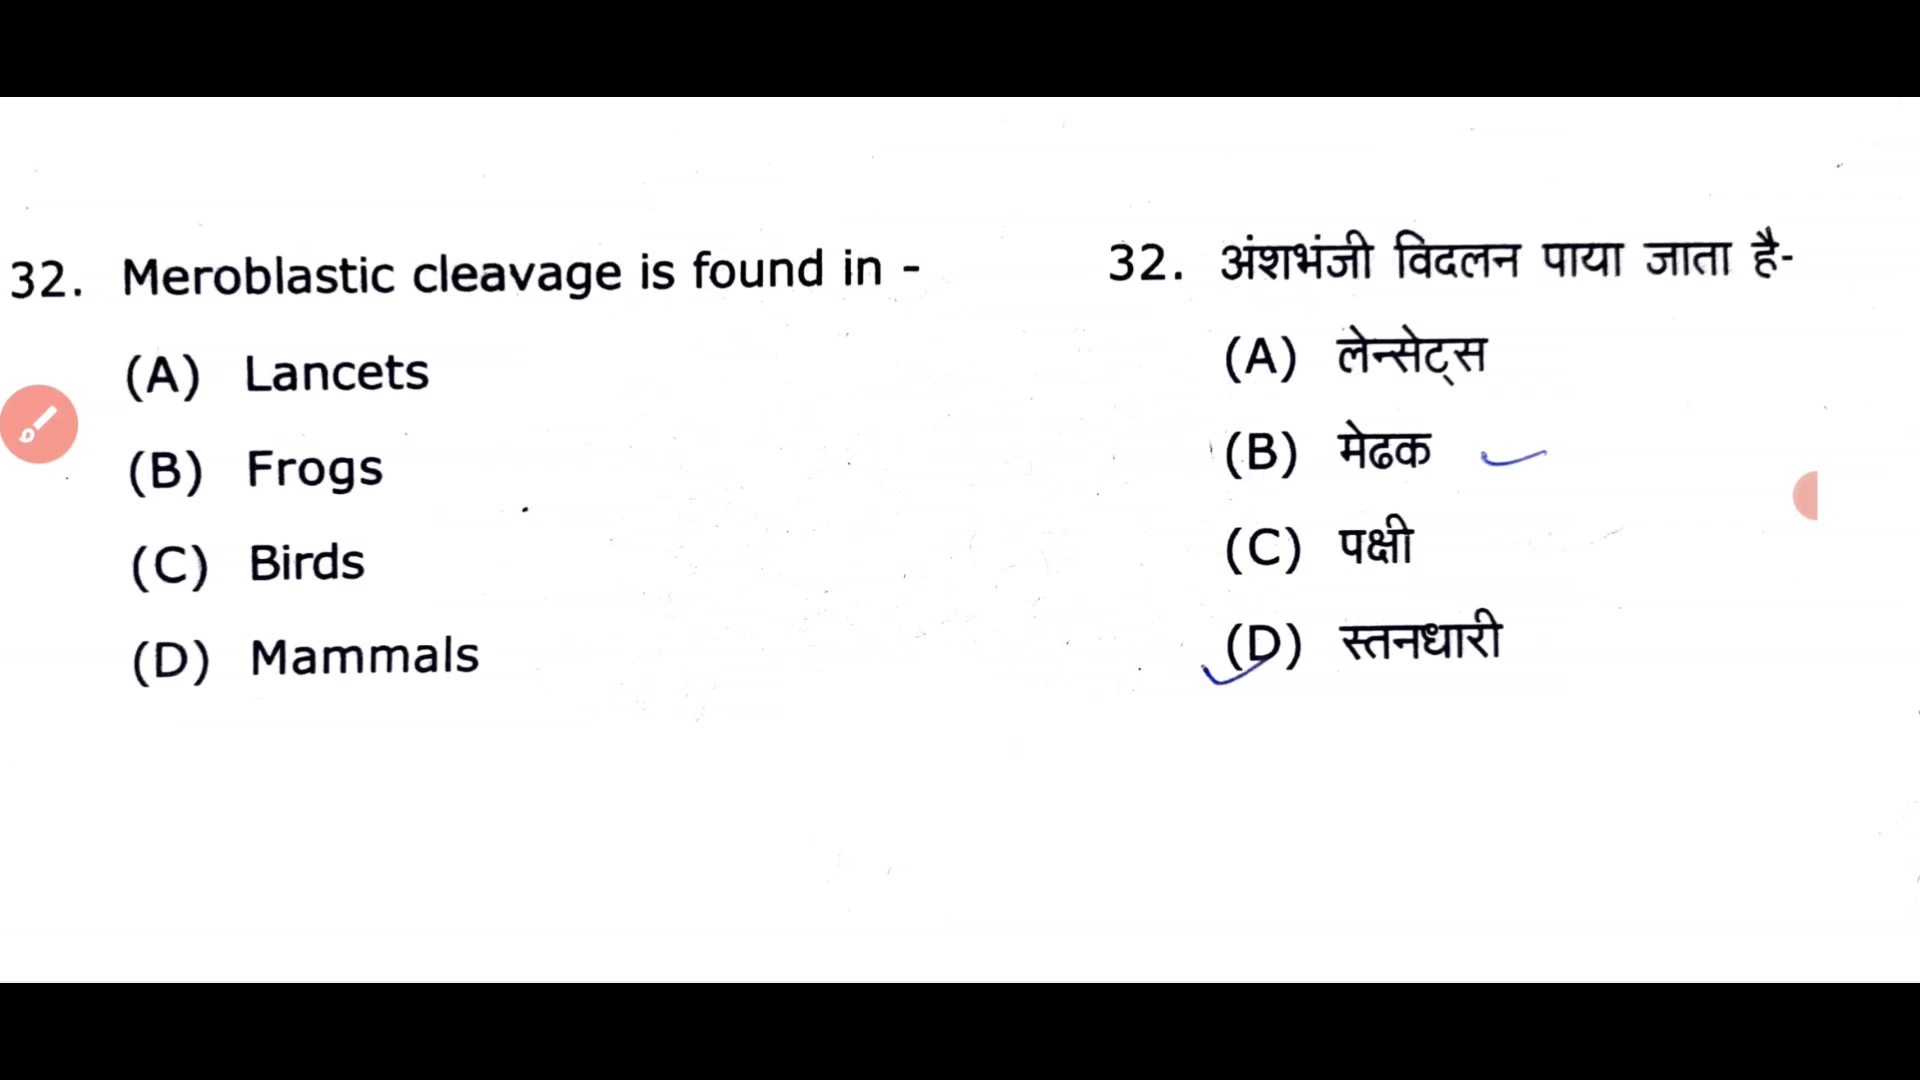 32. Meroblastic cleavage is found in -
(A) Lancets
(B) Frogs
(C) Birds
(D) Mammals
32. अंशभंजी विदलन पाया जाता है-
(A) लेन्सेट्स
(B) मेढक
(C) पक्षी
(D) स्तनधारी